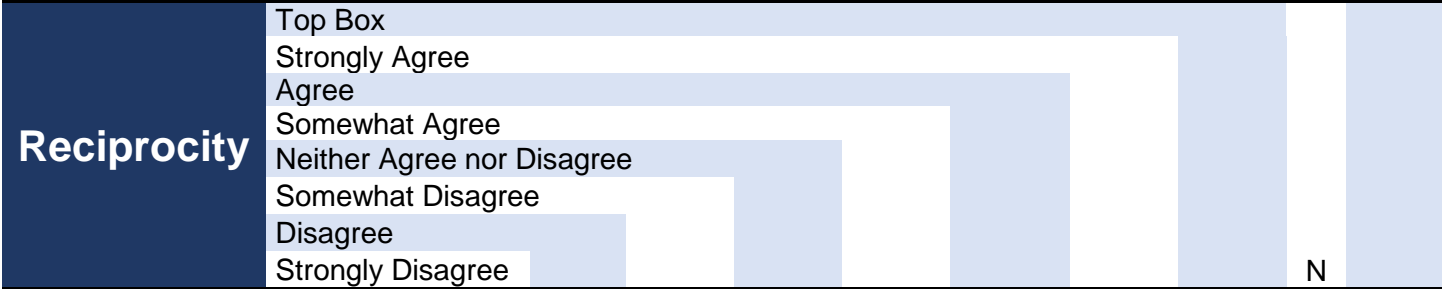 Reciprocity
Top Box
Strongly Agree
Agree
Somewhat Agree
Neither Agree nor Disagree
Somewhat Disagree
Disagree
Strongly Disagree
N